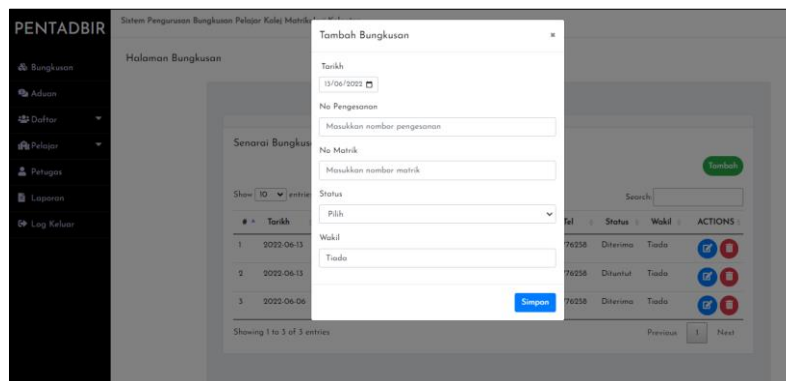 PENTADBIR
Bungkusan
Aduan
Daftar
Pelajar
Petugas
Laporan
Log Keluar
Sistem Pengurusan Bungkusan Pelajar Kolej
Halaman Bungkusan
Tambah Bungkusan
Tarikh
13/06/2022
No Pengesanan
Masukkan nombor pengesanan
No Matrik
Masukkan nombor matrik
Status
Pilih
Wakil
Tiada
Simpan
Senarai
Tambah
Show 10
Search:
# Tarikh Tel Status Wakil ACTIONS
1 2022-06-13 76258 Diterima Tiada
2 2022-06-13 76258 Dituntut Tiada
3 2022-06-06 76258 Diterima Tiada
Showing 1 to 3 of 3 entries
Previous 1 Next